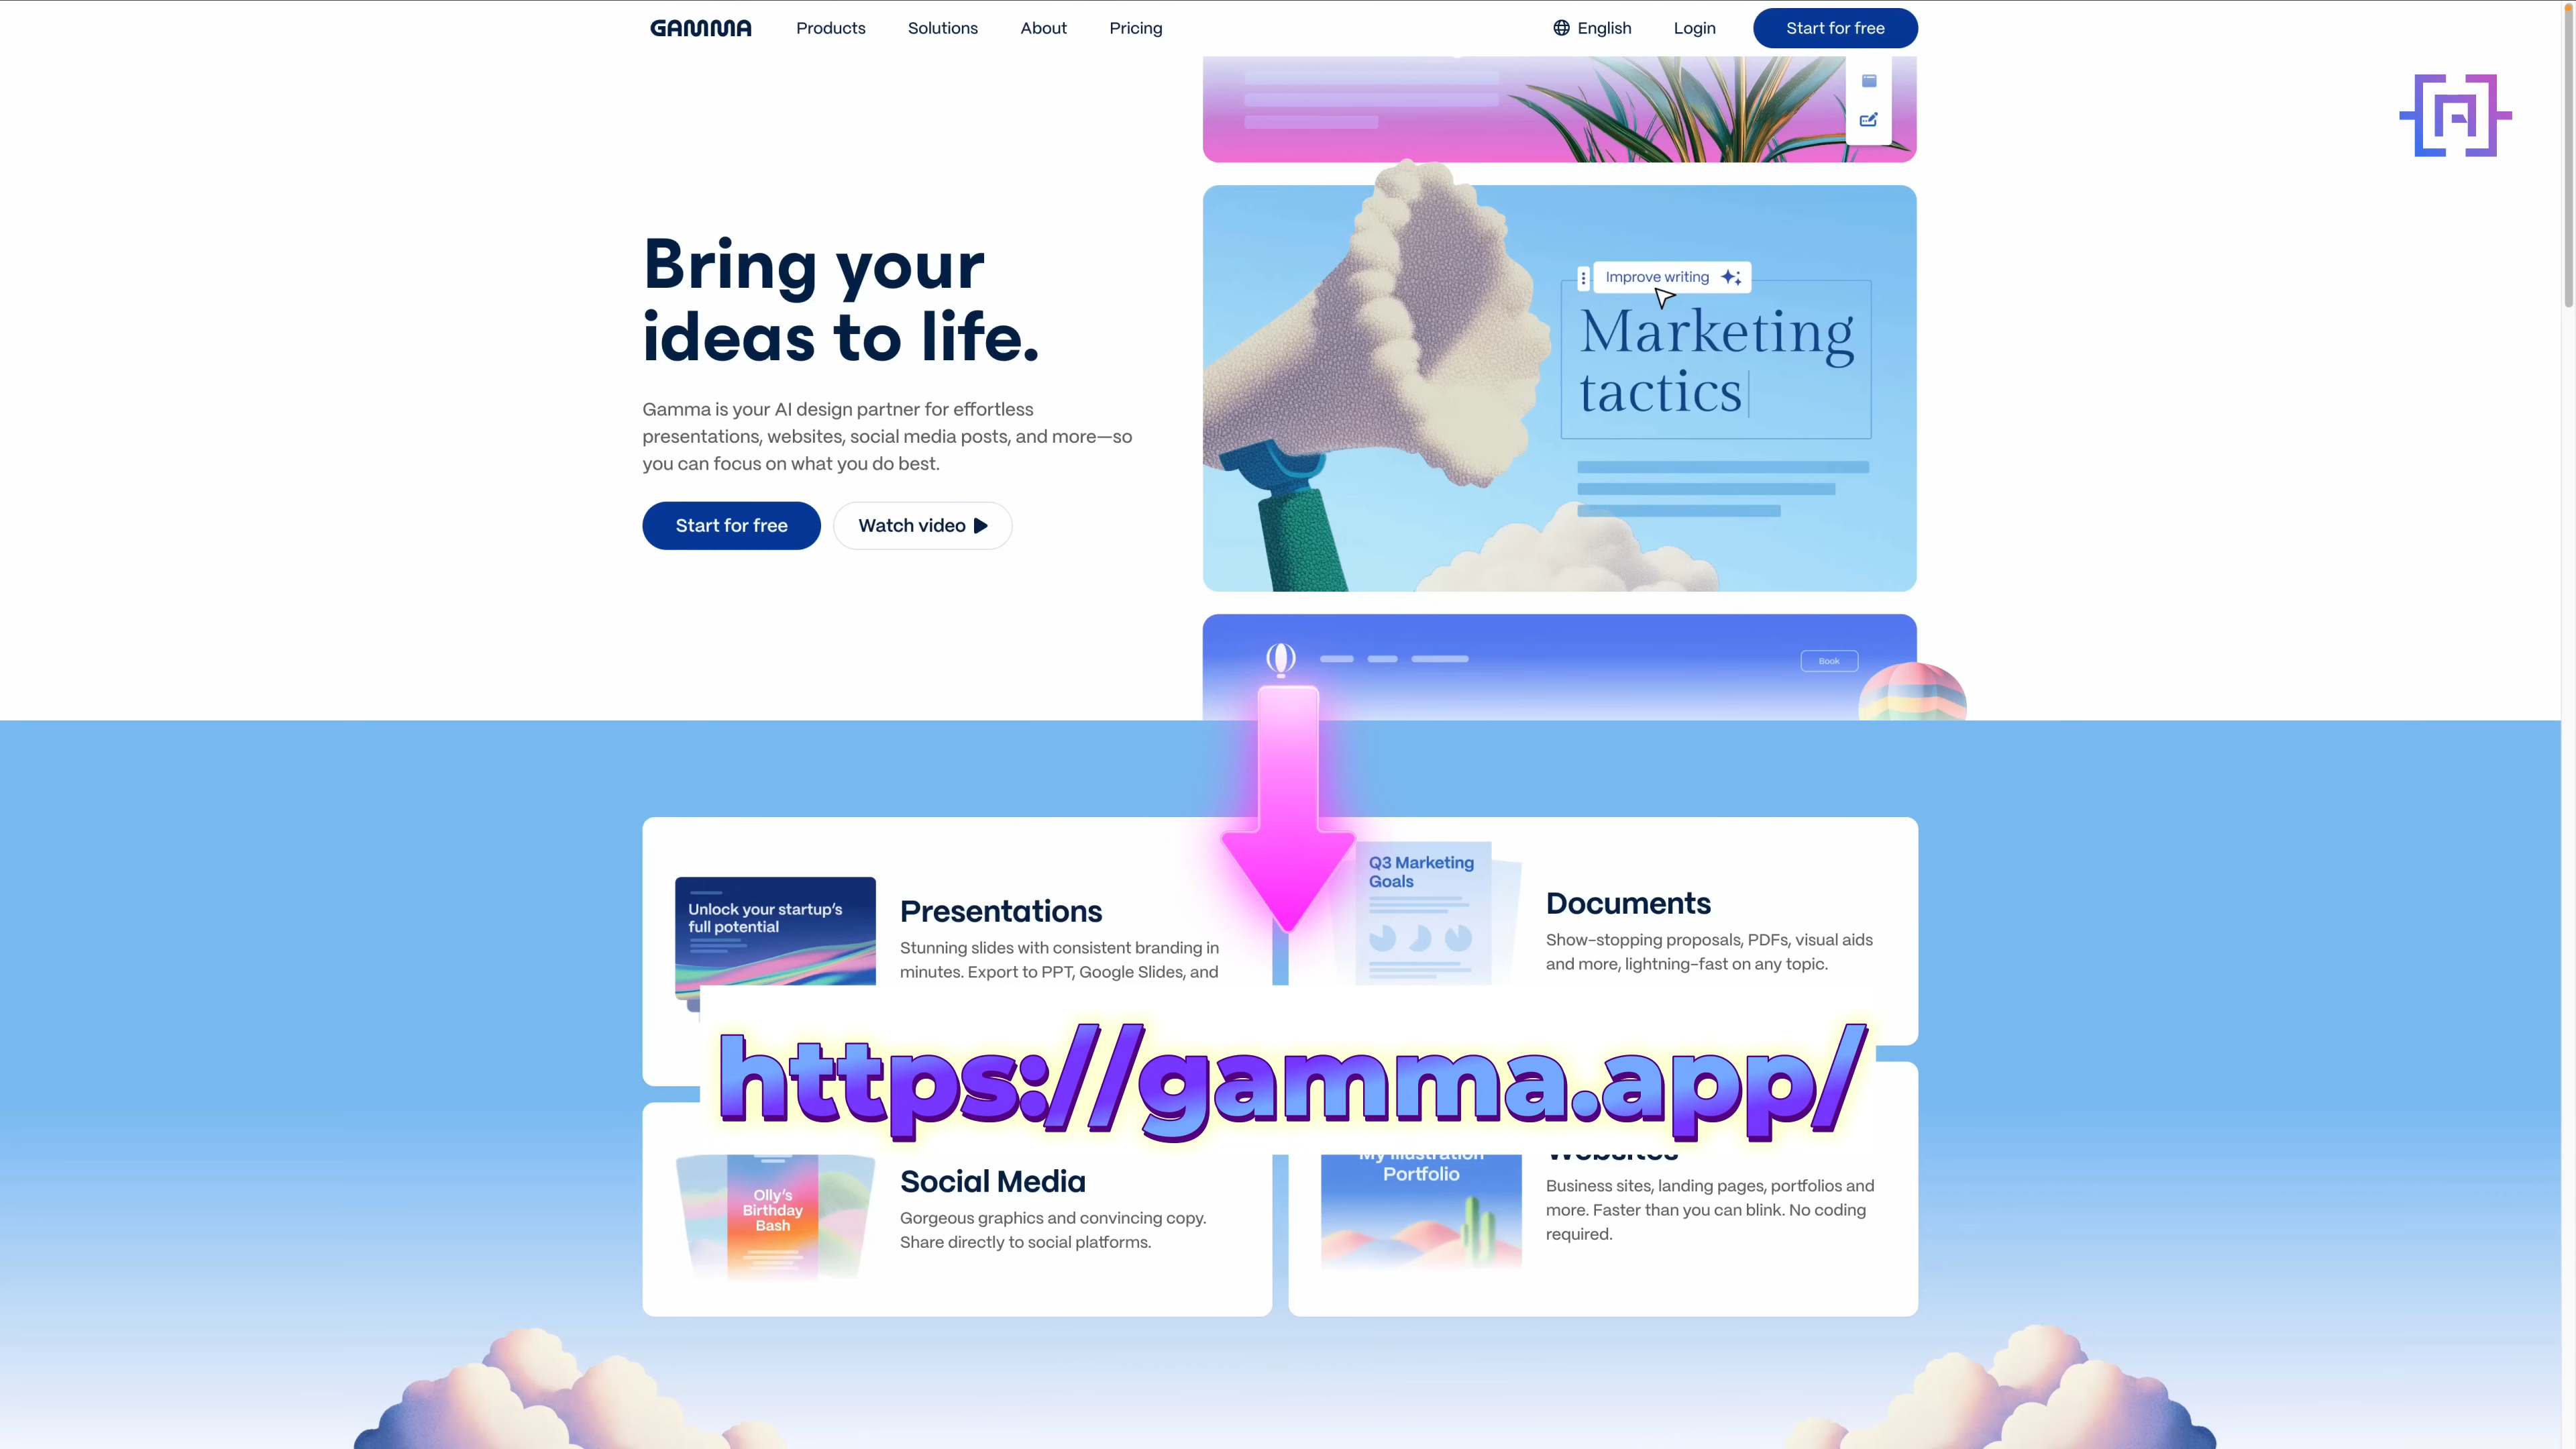 GAMMA
Products
Solutions
About
Pricing
English
Login
Start for free
Bring your
ideas to life.
Gamma is your AI design partner for effortless
presentations, websites, social media posts, and more—so
you can focus on what you do best.
Start for free
Watch video
Improve writing
Marketing
tactics
Book
Unlock your startup's
full potential
Presentations
Stunning slides with consistent branding in
minutes. Export to PPT, Google Slides, and
Q3 Marketing
Goals
Documents
Show-stopping proposals, PDFs, visual aids
and more, lightning-fast on any topic.
https://gamma.app/
Olly's
Birthday
Bash
Social Media
Gorgeous graphics and convincing copy.
Share directly to social platforms.
My Illustration
Portfolio
Websites
Business sites, landing pages, portfolios and
more. Faster than you can blink. No coding
required.